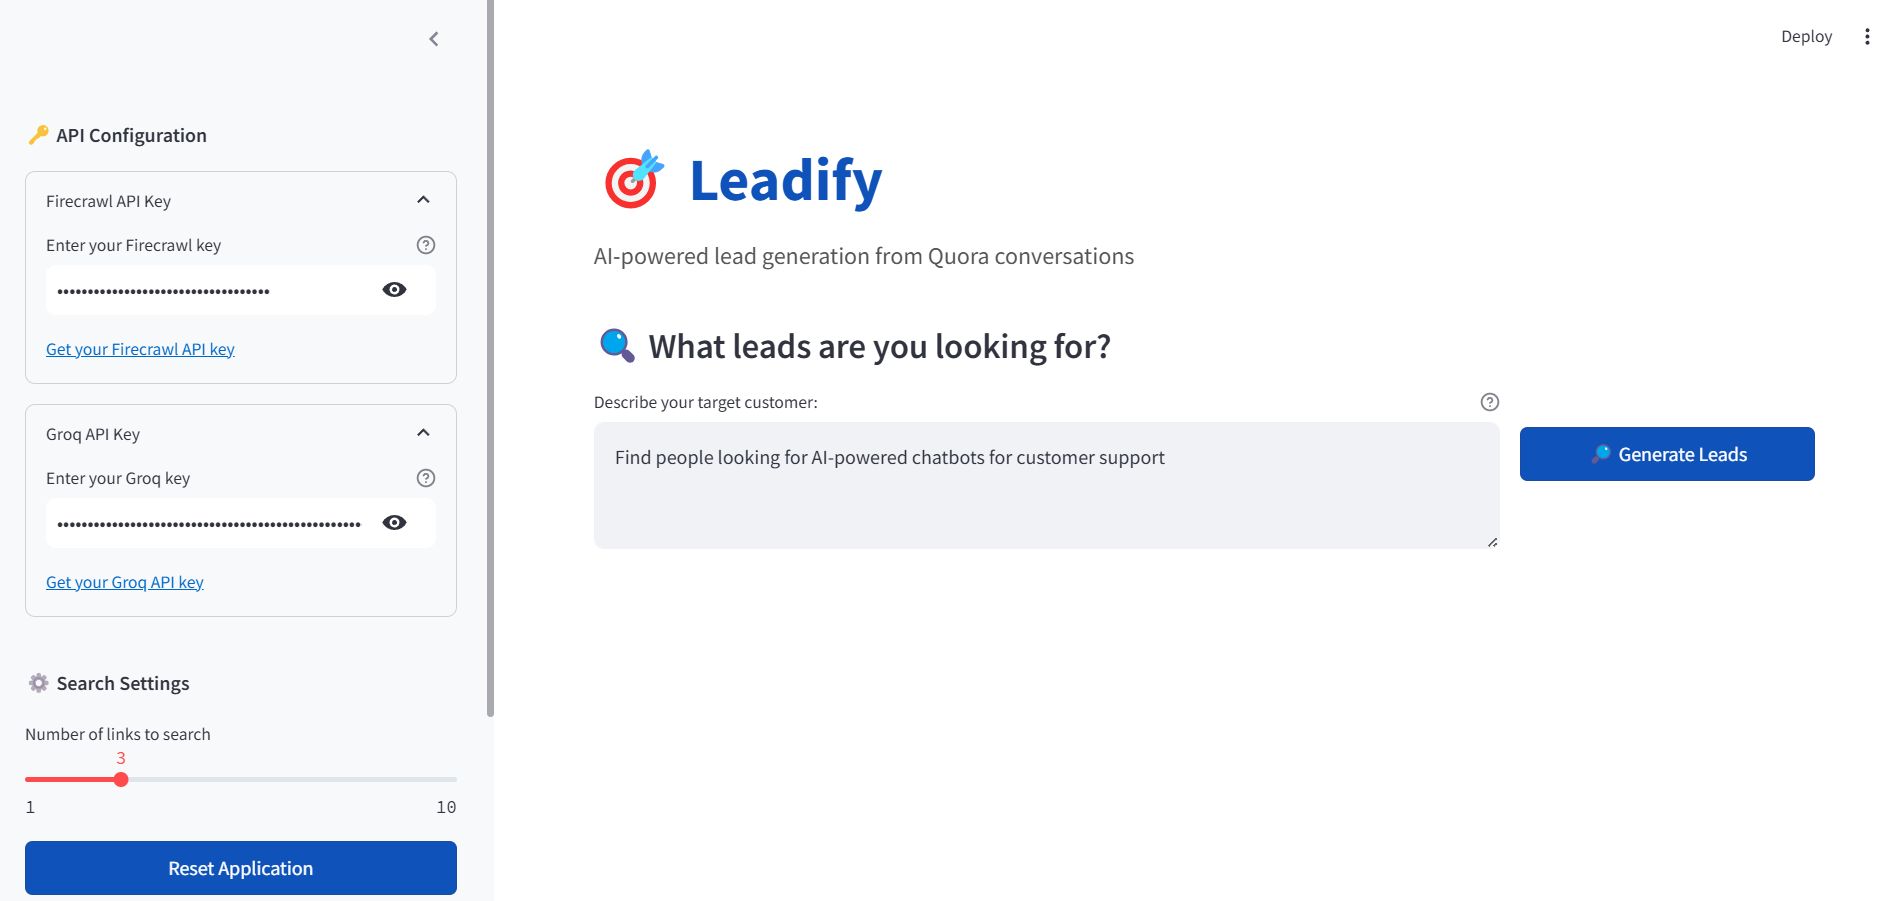 API Configuration
Firecrawl API Key
Enter your Firecrawl key
••••••••••••••••••••••••••••••••••••
Get your Firecrawl API key
Groq API Key
Enter your Groq key
••••••••••••••••••••••••••••••••••••••••••••••••••
Get your Groq API key
Search Settings
Number of links to search
3
1 10
Reset Application
Deploy
Leadify
AI-powered lead generation from Quora conversations
What leads are you looking for?
Describe your target customer:
Find people looking for AI-powered chatbots for customer support
Generate Leads